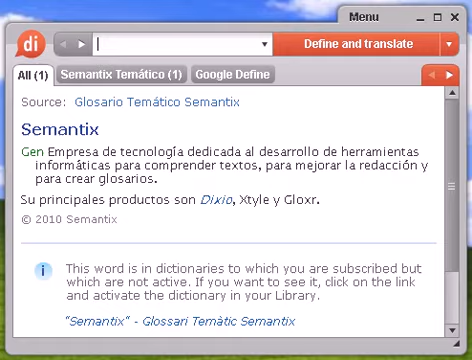 Menu
di
Define and translate
All (1) Semantix Temático (1) Google Define
Source: Glosario Temático Semantix
Semantix
Gen Empresa de tecnología dedicada al desarrollo de herramientas
informáticas para comprender textos, para mejorar la redacción y
para crear glosarios.
Su principales producto son Dixio, Xtyle y Gloxr.
© 2010 Semantix
i
This word is in dictionaries to which you are subscribed but
which are not active. If you want to see it, click on the link
and activate the dictionary in your Library.
"Semantix" - Glossari Temàtic Semantix